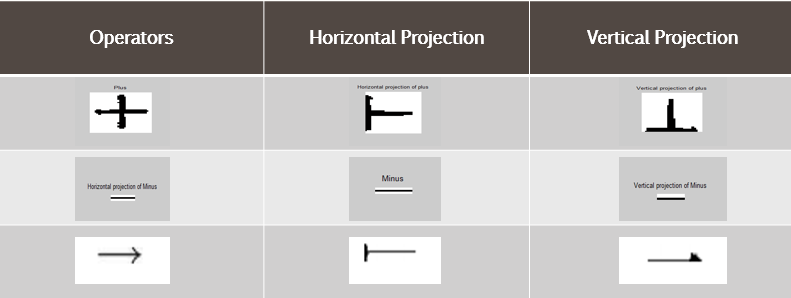 Operators
Horizontal Projection
Vertical Projection
Plus
Horizontal projection of plus
Vertical projection of plus
Horizontal projection of Minus
Minus
Vertical projection of Minus